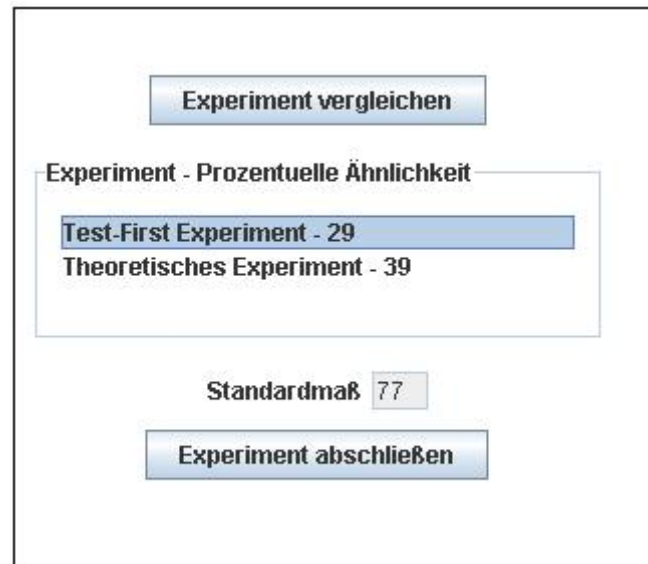 Experiment vergleichen
Experiment - Prozentuelle Ähnlichkeit
Test-First Experiment - 29
Theoretisches Experiment - 39
Standardmaß 77
Experiment abschließen